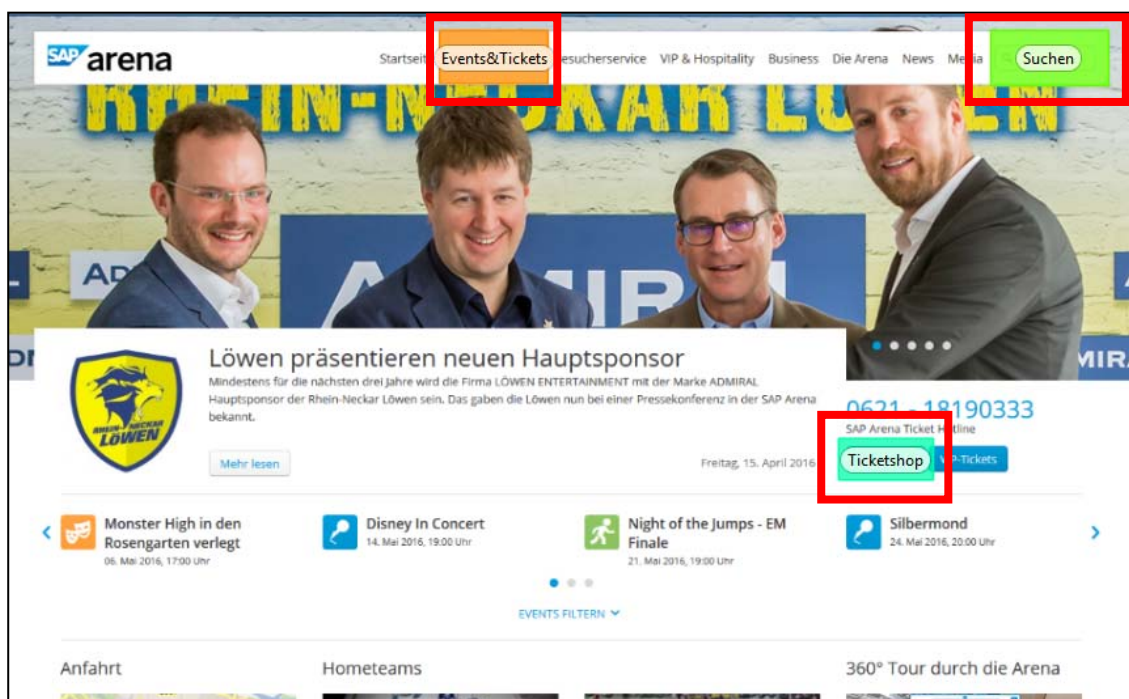 SAP arena
Startseit Events&Tickets esucherservice VIP & Hospitality Business Die Arena News Media Suchen
RHEIN-NECKAR LÖWEN
ADMIRAL
Löwen präsentieren neuen Hauptsponsor
Mindestens für die nächsten drei Jahre wird die Firma LÖWEN ENTERTAINMENT mit der Marke ADMIRAL
Hauptsponsor der Rhein-Neckar Löwen sein. Das gaben die Löwen nun bei einer Pressekonferenz in der SAP Arena
bekannt.
RHEIN-NECKAR
LÖWEN
Mehr lesen
Freitag, 15. April 2016
0621 - 18190333
SAP Arena Ticket Hotline
Ticketshop VIP-Tickets
Monster High in den
Rosengarten verlegt
06. Mai 2016, 17:00 Uhr
Disney In Concert
14. Mai 2016, 19:00 Uhr
Night of the Jumps - EM
Finale
21. Mai 2016, 19:00 Uhr
Silbermond
24. Mai 2016, 20:00 Uhr
EVENTS FILTERN
Anfahrt
Hometeams
360° Tour durch die Arena